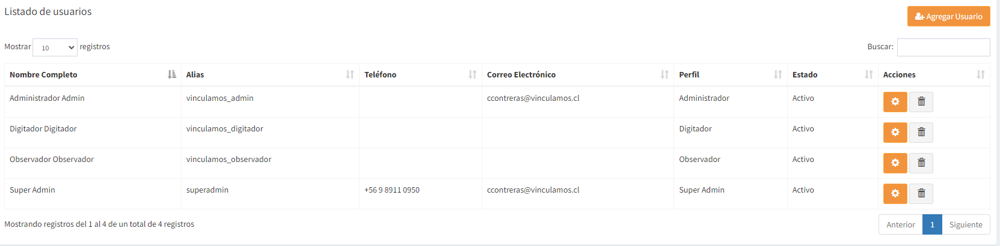 Listado de usuarios
Agregar Usuario
Mostrar 10 registros
Buscar:
Nombre Completo Alias Teléfono Correo Electrónico Perfil Estado Acciones
Administrador Admin vinculamos_admin ccontreras@vinculamos.cl Administrador Activo
Digitador Digitador vinculamos_digitador Digitador Activo
Observador Observador vinculamos_observador Observador Activo
Super Admin superadmin +56 9 8911 0950 ccontreras@vinculamos.cl Super Admin Activo
Mostrando registros del 1 al 4 de un total de 4 registros
Anterior 1 Siguiente